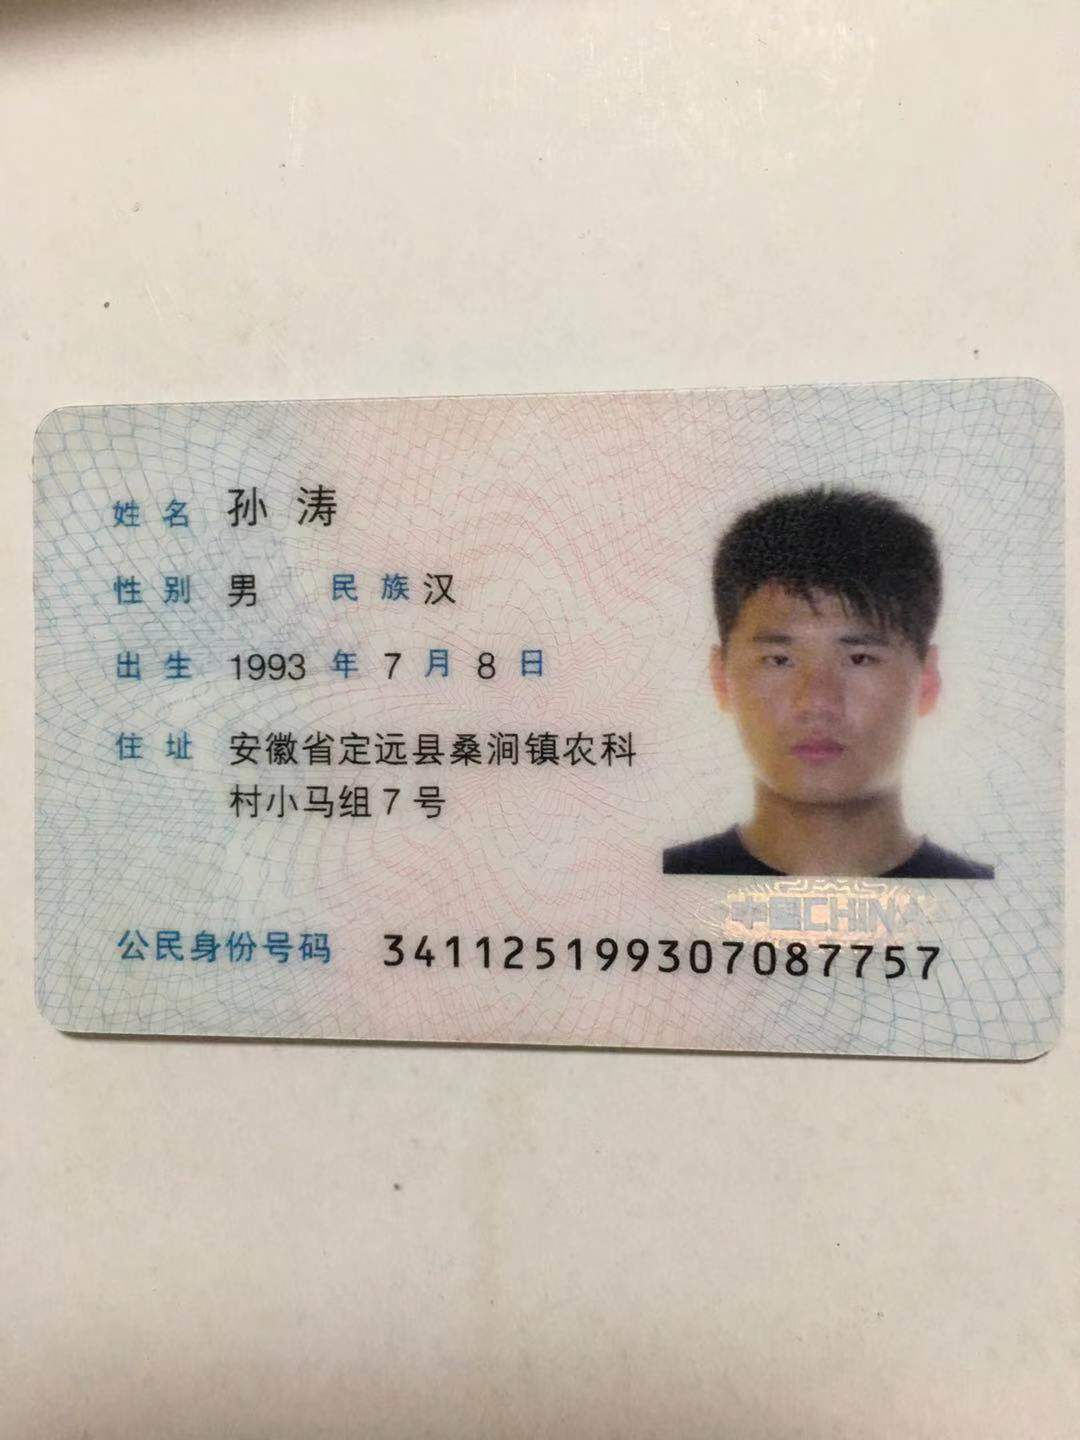 姓名 孙涛
性别 男 民族 汉
出生 1993 年 7 月 8 日
住址 安徽省定远县桑涧镇农科
村小马组7号
中国CHINA
公民身份号码 341125199307087757